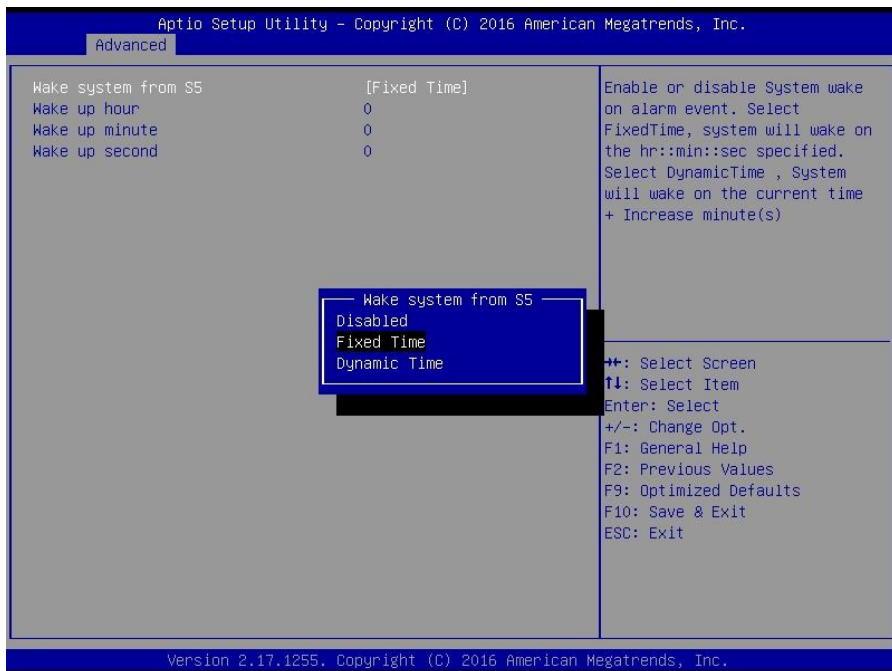 Aptio Setup Utility – Copyright (C) 2016 American Megatrends, Inc.
Advanced
Wake system from S5 [Fixed Time]
Wake up hour 0
Wake up minute 0
Wake up second 0
Enable or disable System wake
on alarm event. Select
FixedTime, system will wake on
the hr::min::sec specified.
Select DynamicTime , System
will wake on the current time
+ Increase minute(s)
Wake system from S5
Disabled
Fixed Time
Dynamic Time
→←: Select Screen
↑↓: Select Item
Enter: Select
+/-: Change Opt.
F1: General Help
F2: Previous Values
F9: Optimized Defaults
F10: Save & Exit
ESC: Exit
Version 2.17.1255. Copyright (C) 2016 American Megatrends, Inc.